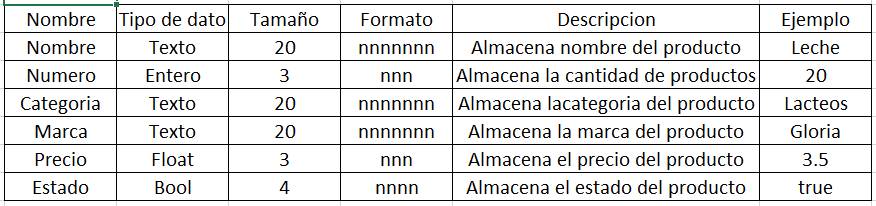 Nombre Tipo de dato Tamaño Formato Descripcion Ejemplo
Nombre Texto 20 nnnnnnn Almacena nombre del producto Leche
Numero Entero 3 nnn Almacena la cantidad de productos 20
Categoria Texto 20 nnnnnnn Almacena lacategoria del producto Lacteos
Marca Texto 20 nnnnnnn Almacena la marca del producto Gloria
Precio Float 3 nnn Almacena el precio del producto 3.5
Estado Bool 4 nnnn Almacena el estado del producto true